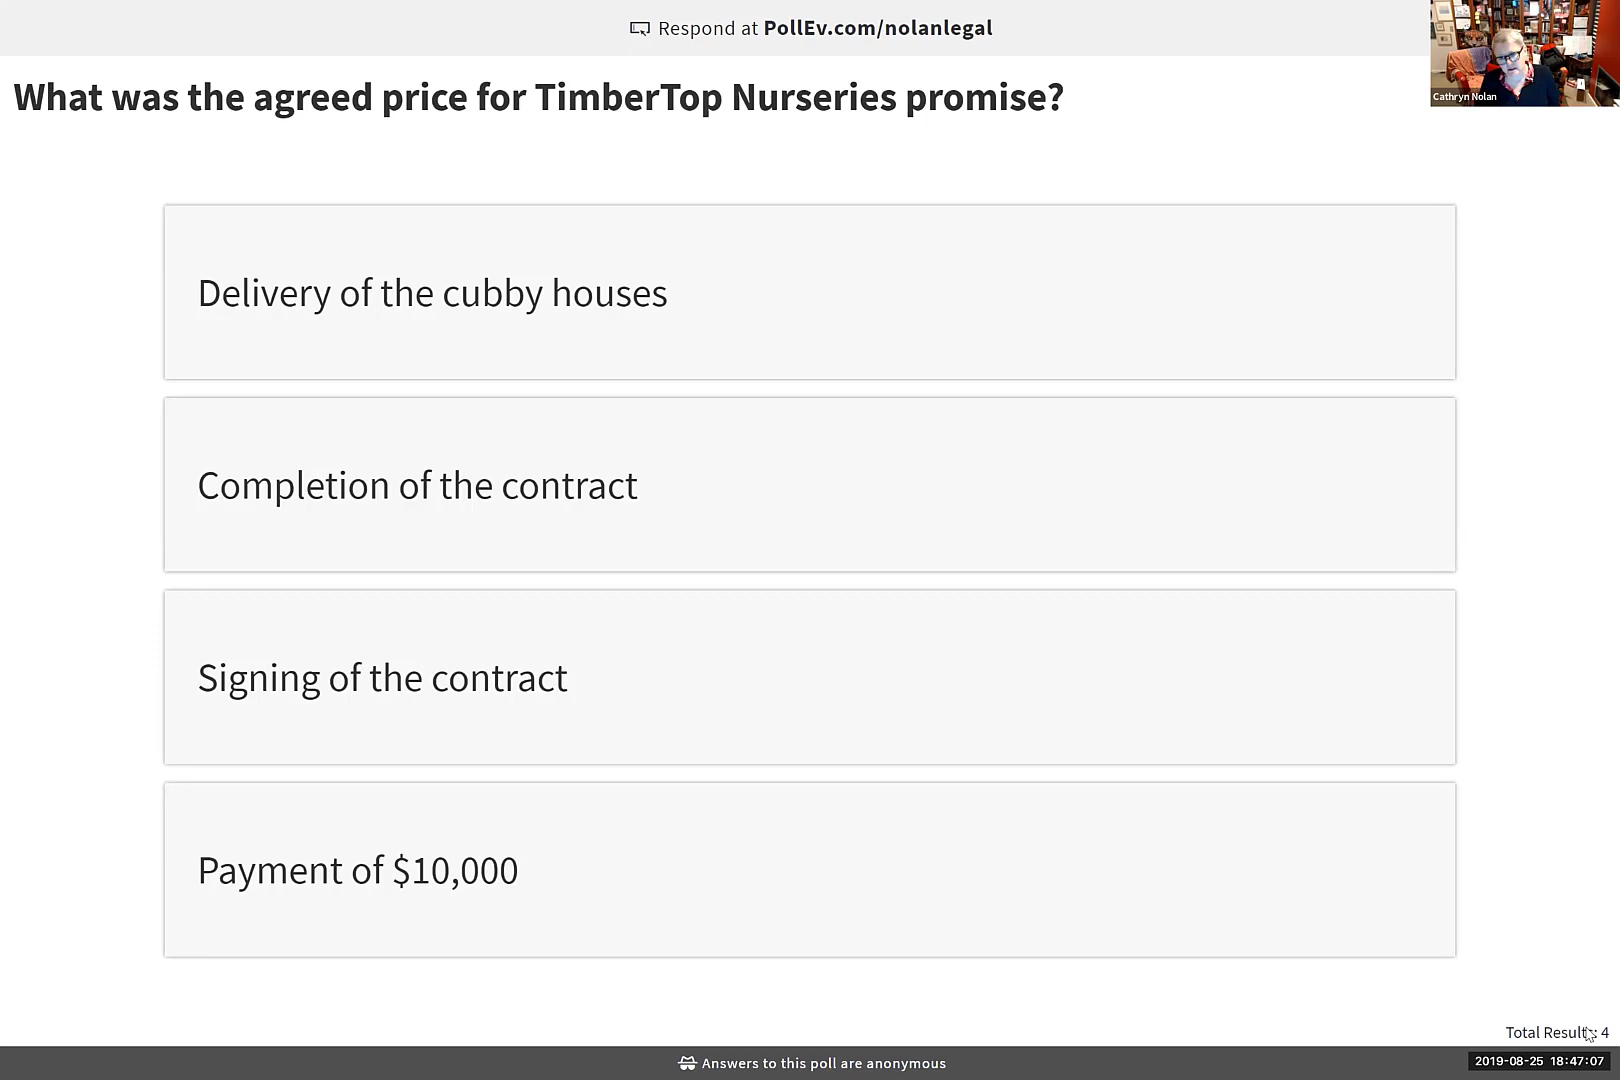 Respond at PollEv.com/nolanlegal
Cathryn Nolan
What was the agreed price for TimberTop Nurseries promise?
Delivery of the cubby houses
Completion of the contract
Signing of the contract
Payment of $10,000
Total Results: 4
Answers to this poll are anonymous
2019-08-25 18:47:07